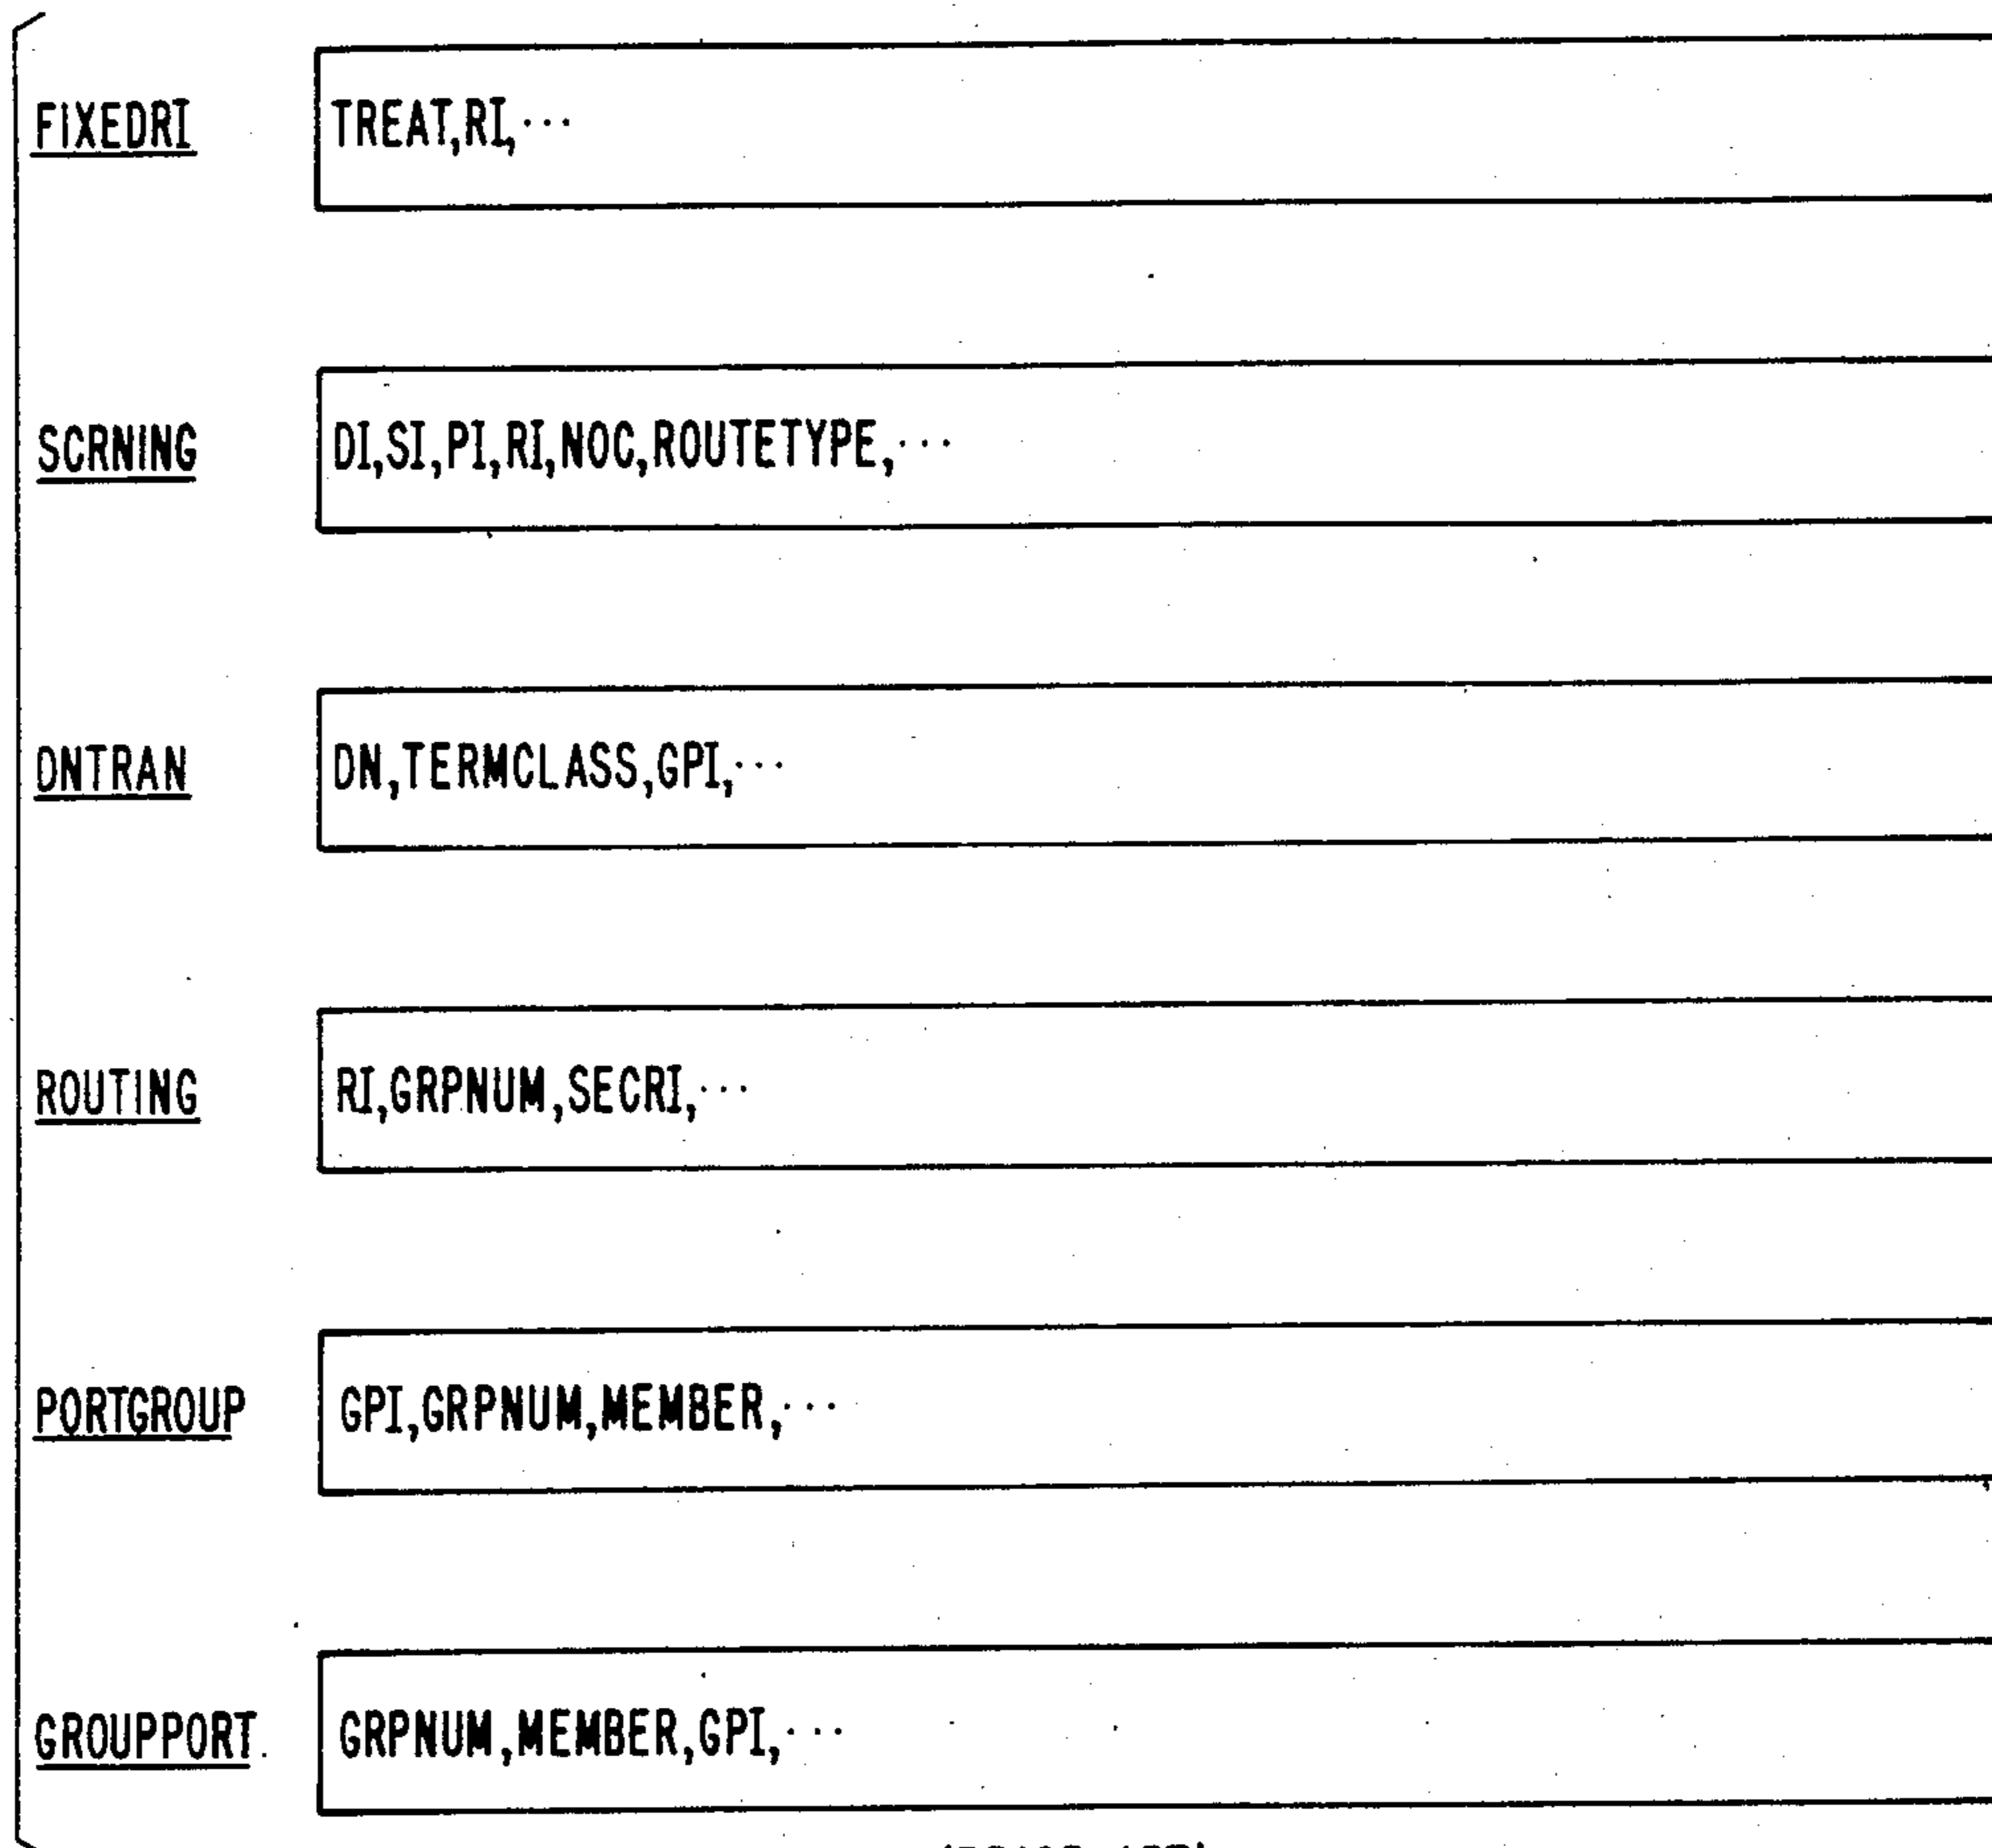 FIXEDRI TREAT,RI,···
SCRNING DI,SI,PI,RI,NOC,ROUTETYPE,···
DNTRAN DN,TERMCLASS,GPI,···
ROUTING RI,GRPNUM,SECRI,···
PORTGROUP GPI,GRPNUM,MEMBER,···
GROUPPORT GRPNUM,MEMBER,GPI,···